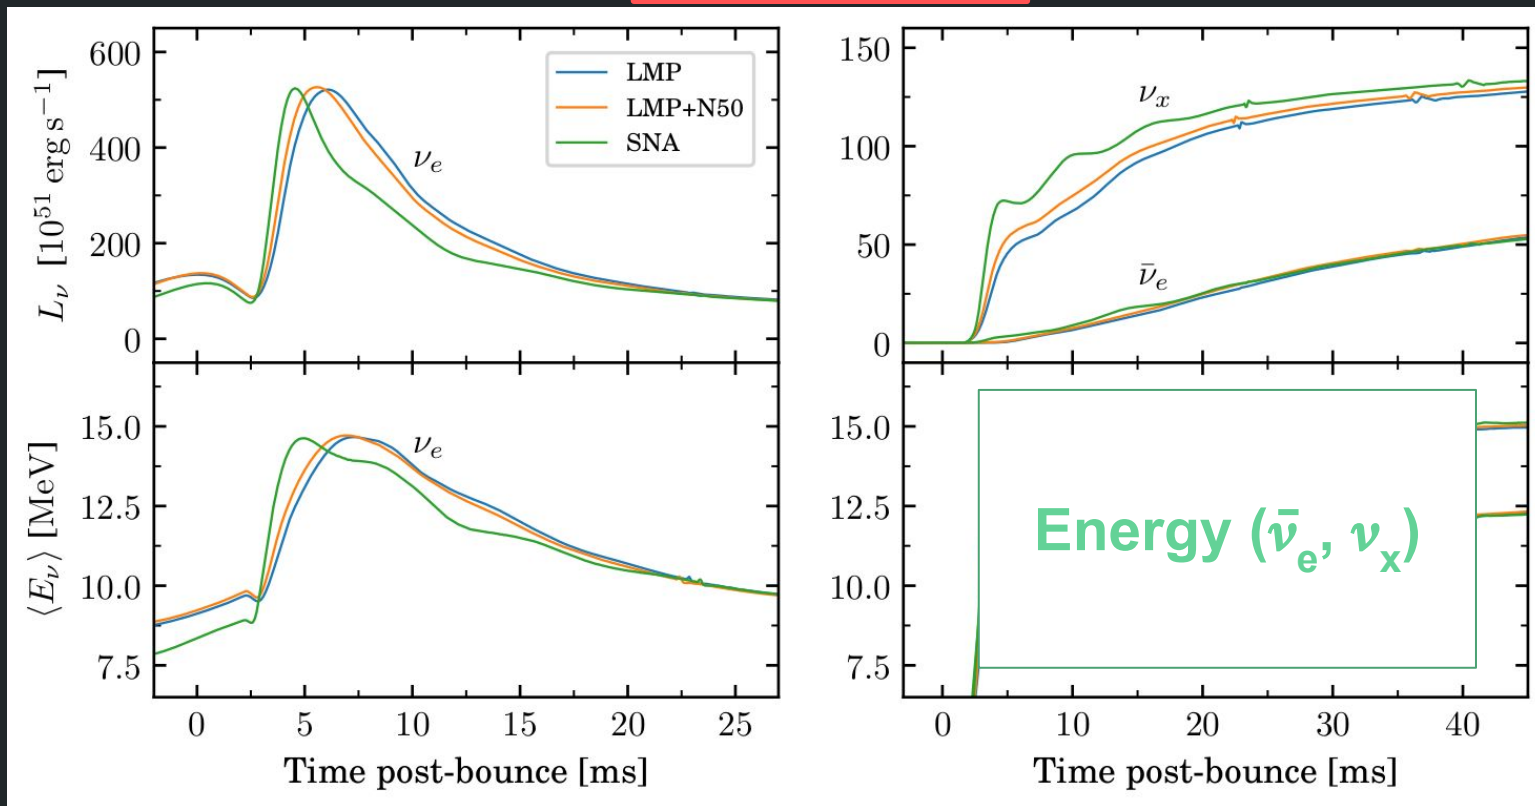 600
400
200
0
L_ν [10^51 erg s^−1]
LMP
LMP+N50
SNA
ν_e
150
100
50
0
ν_x
ν̄_e
15.0
12.5
10.0
7.5
⟨E_ν⟩ [MeV]
ν_e
0 5 10 15 20 25
Time post-bounce [ms]
15.0
12.5
10.0
7.5
Energy (ν̄_e, ν_x)
0 10 20 30 40
Time post-bounce [ms]